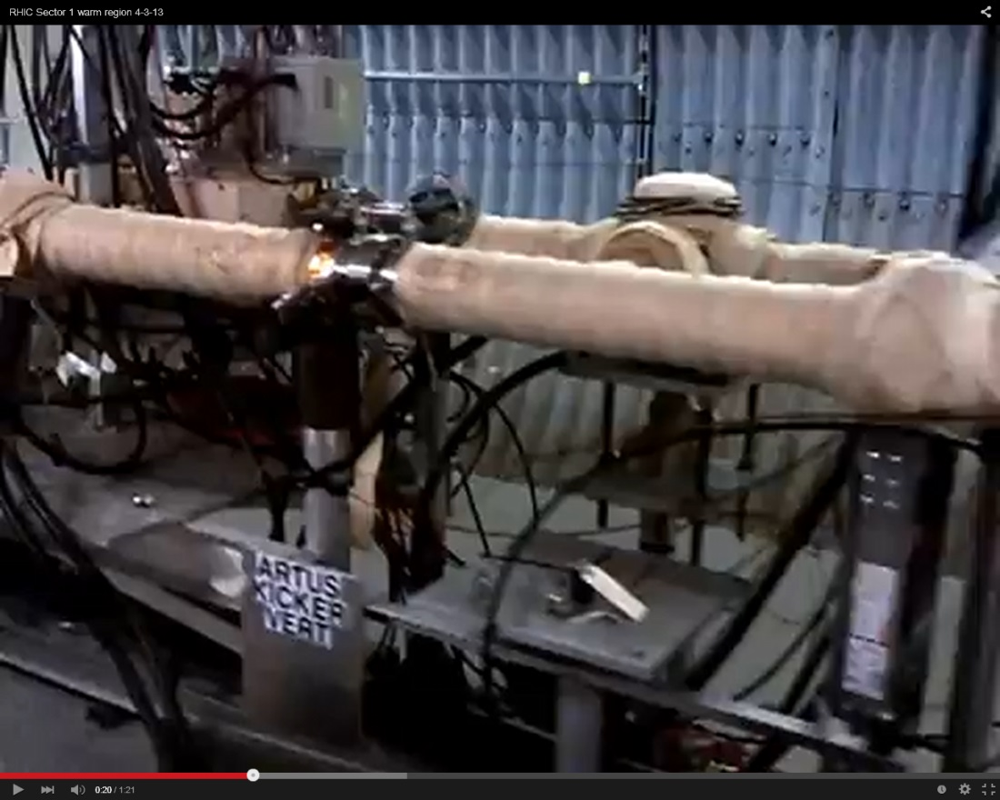 RHIC Sector 1 warm region 4-3-13
ARTUS
KICKER
VERT
0:20 / 1:21